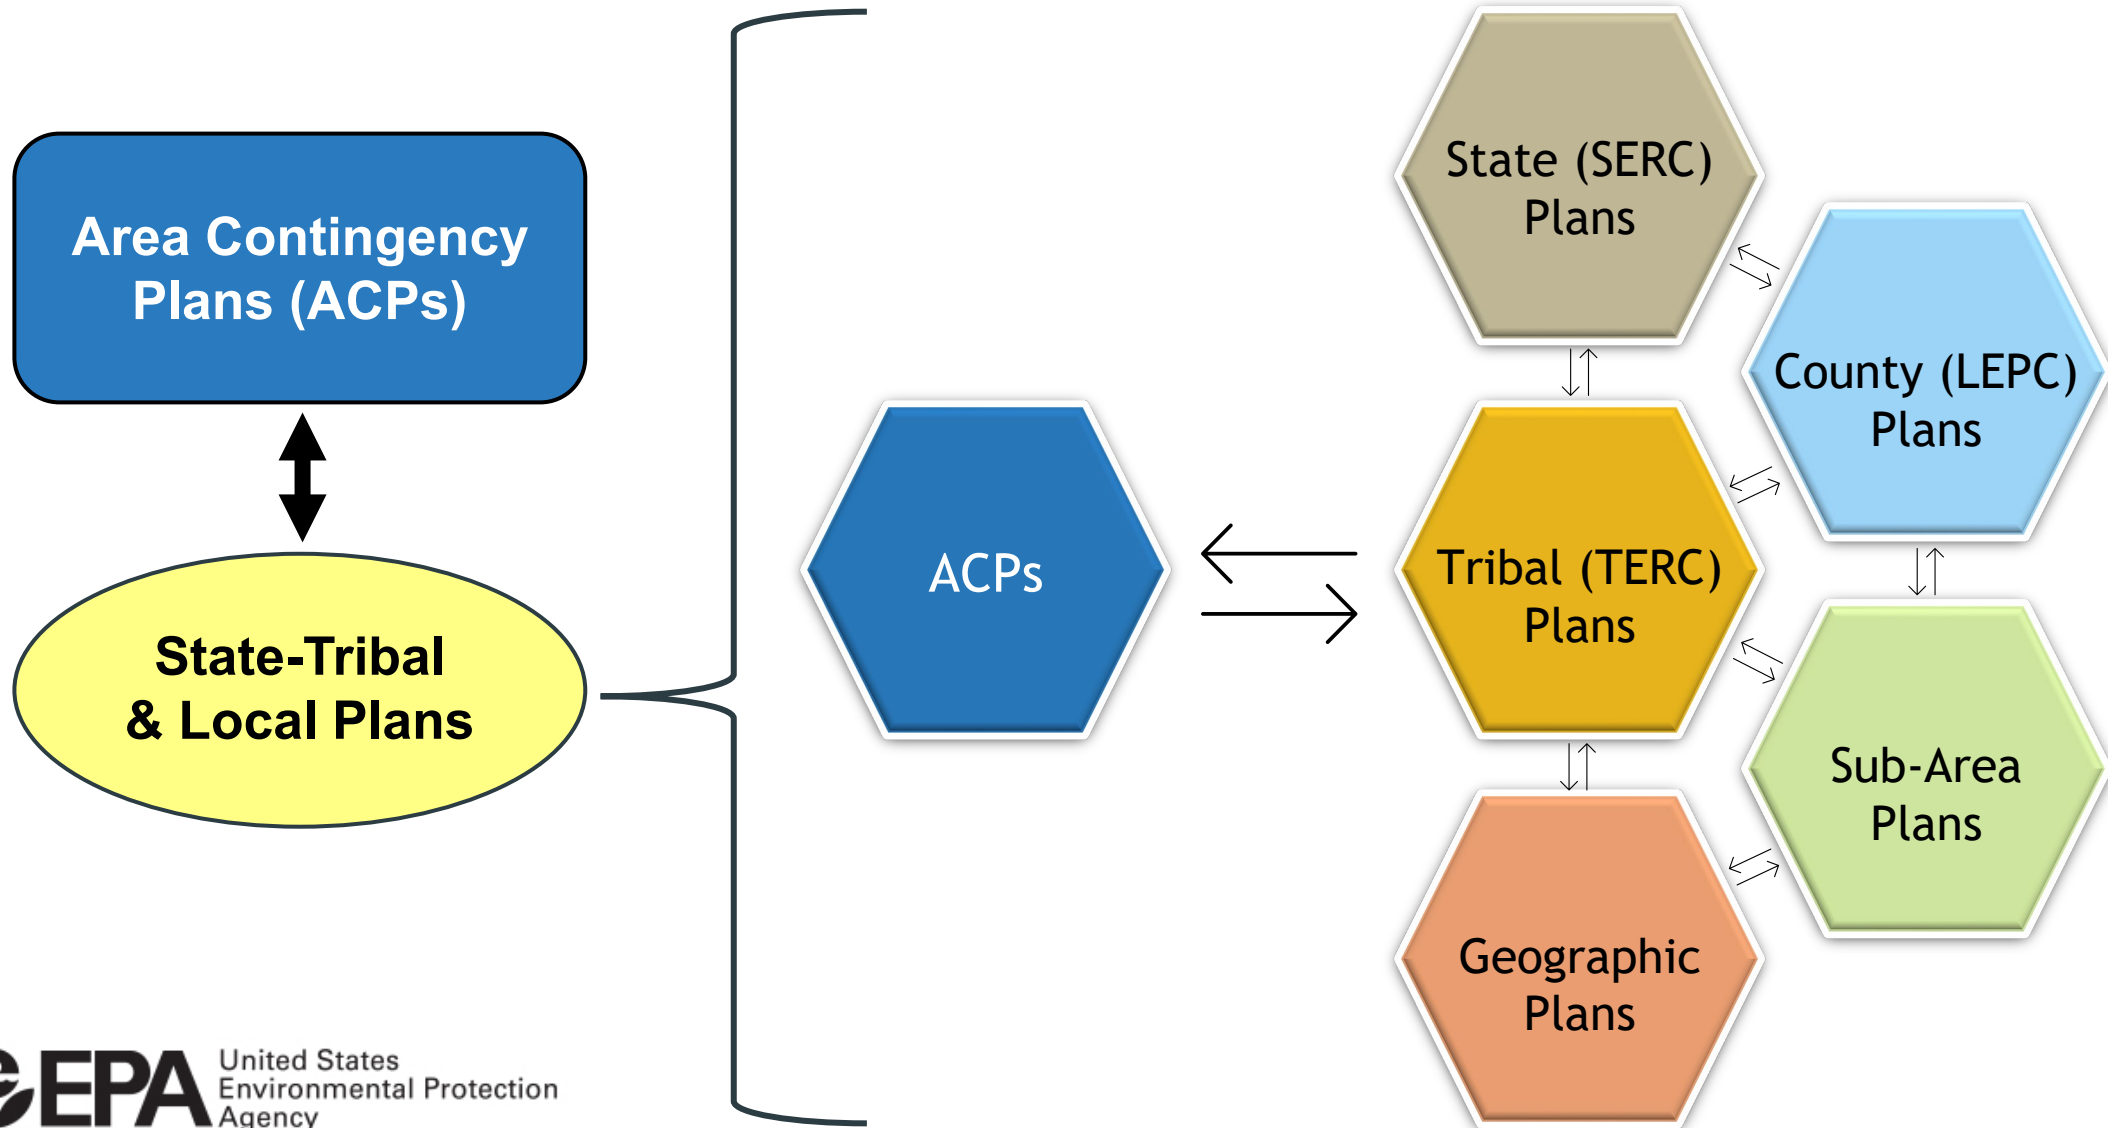 Area Contingency
Plans (ACPs)
State-Tribal
& Local Plans
ACPs
State (SERC)
Plans
County (LEPC)
Plans
Tribal (TERC)
Plans
Sub-Area
Plans
Geographic
Plans
EPA
United States
Environmental Protection
Agency